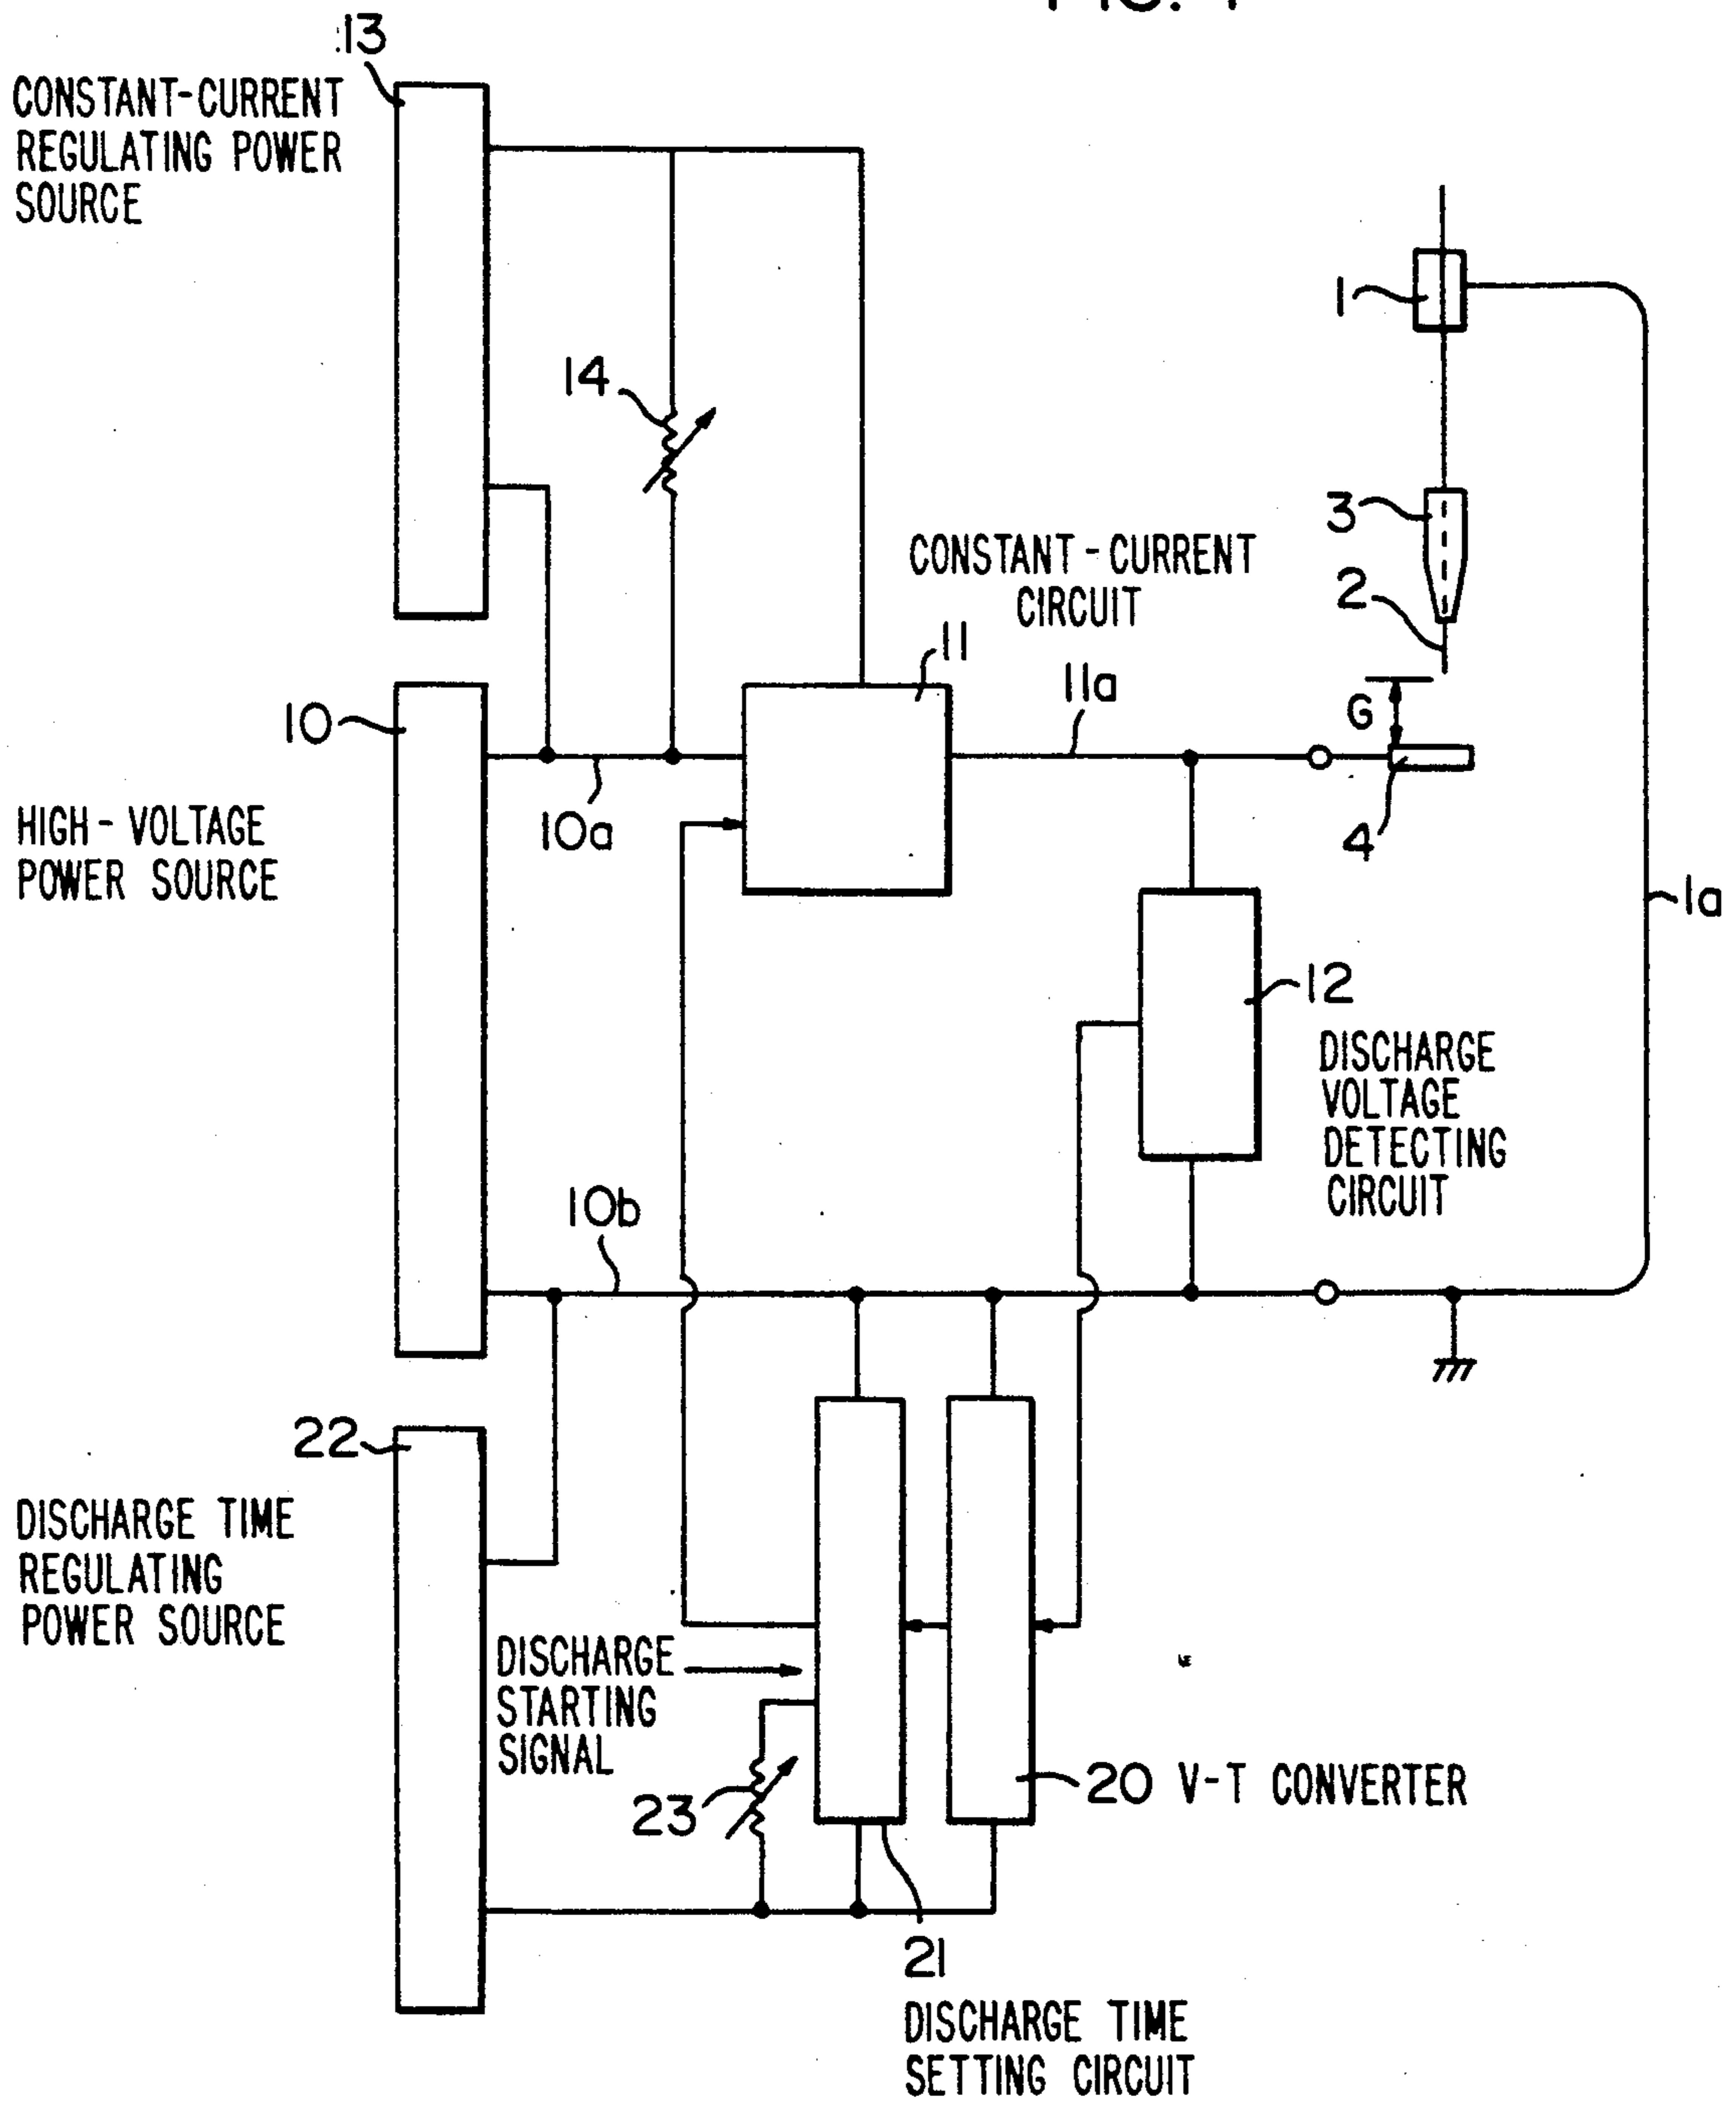 13
CONSTANT-CURRENT
REGULATING POWER
SOURCE
1
14
3
CONSTANT-CURRENT
CIRCUIT
2
11
11a
G
10
10a
4
HIGH-VOLTAGE
POWER SOURCE
1a
12
DISCHARGE
VOLTAGE
DETECTING
CIRCUIT
10b
22
DISCHARGE TIME
REGULATING
POWER SOURCE
DISCHARGE
STARTING
SIGNAL
23
20 V-T CONVERTER
21
DISCHARGE TIME
SETTING CIRCUIT